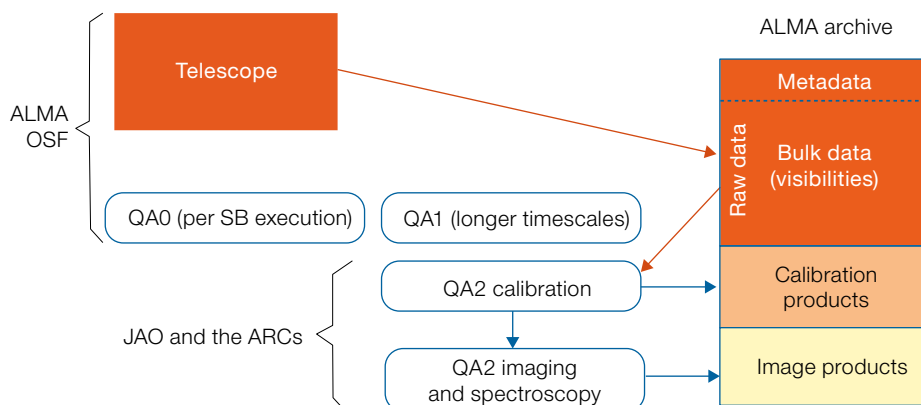 ALMA archive
Telescope
Metadata
ALMA
OSF
Raw data
Bulk data
(visibilities)
QA0 (per SB execution)
QA1 (longer timescales)
QA2 calibration
Calibration
products
JAO and the ARCs
QA2 imaging
and spectroscopy
Image products